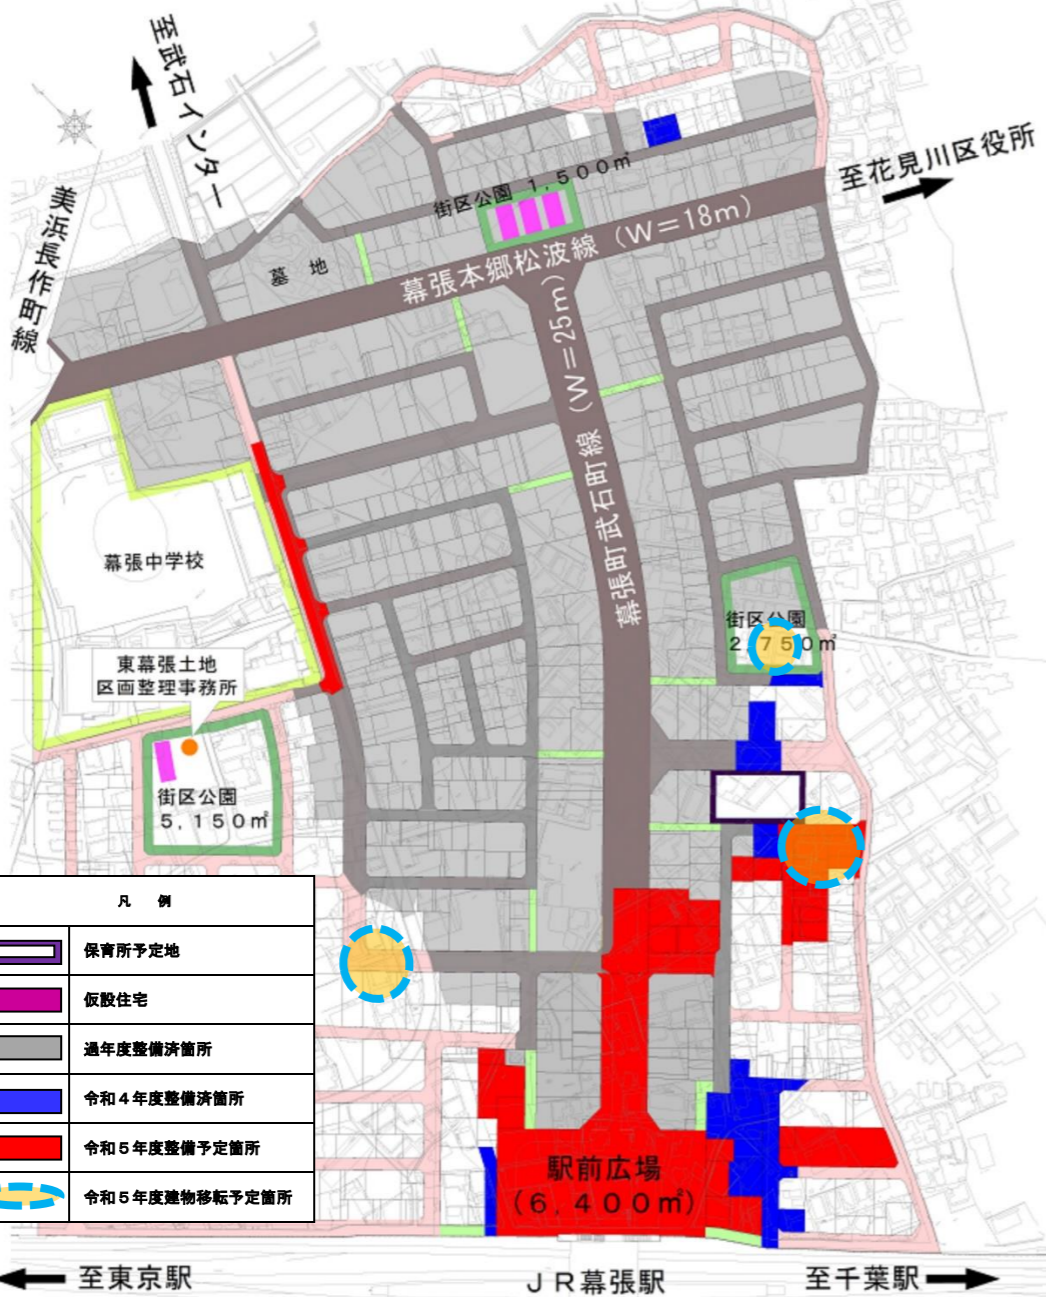 至武石インター
至花見川区役所
美浜長作町線
街区公園 1,500㎡
墓 地
幕張本郷松波線 (W=18m)
幕張町武石町線 (W=25m)
幕張中学校
街区公園
2,750㎡
東幕張土地
区画整理事務所
街区公園
5,150㎡
凡 例
保育所予定地
仮設住宅
過年度整備済箇所
令和4年度整備済箇所
令和5年度整備予定箇所
令和5年度建物移転予定箇所
駅前広場
(6,400㎡)
至東京駅
JR幕張駅
至千葉駅